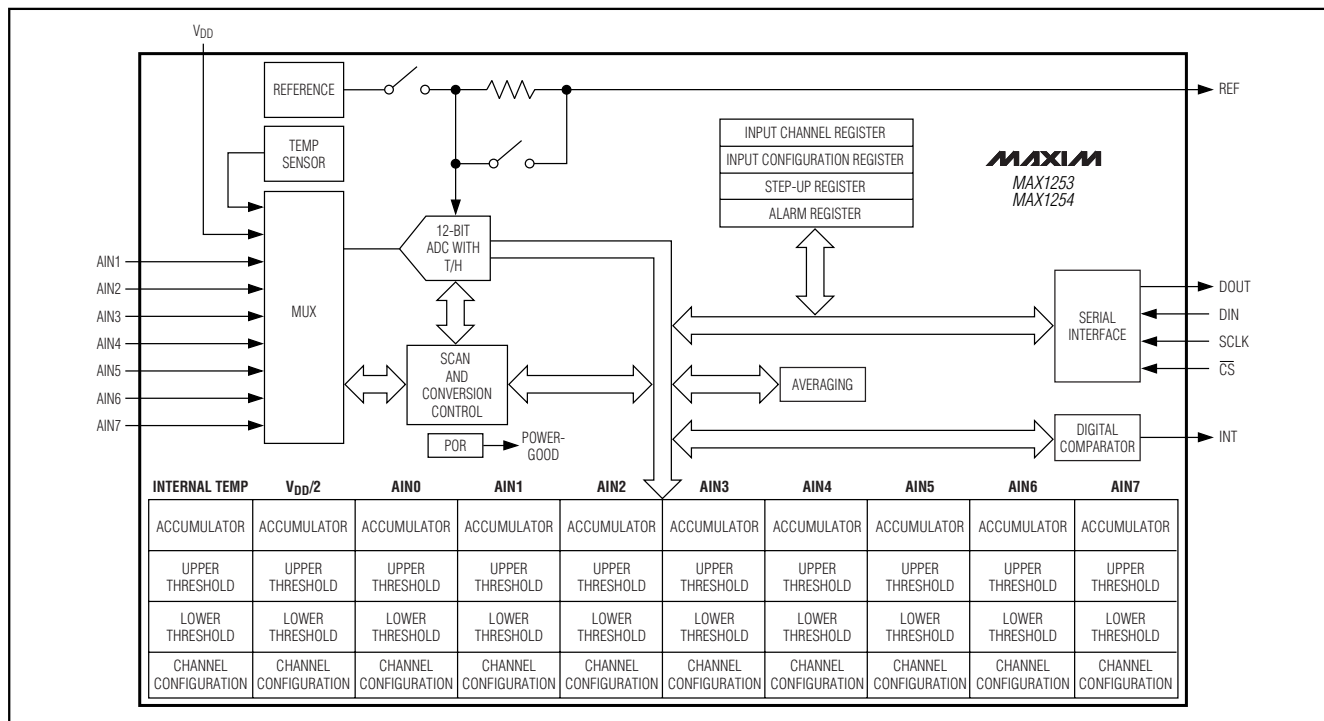 VDD
REFERENCE
REF
TEMP
SENSOR
INPUT CHANNEL REGISTER
INPUT CONFIGURATION REGISTER
STEP-UP REGISTER
ALARM REGISTER
MAXIM
MAX1253
MAX1254
12-BIT
ADC WITH
T/H
AIN1
AIN2
AIN3
AIN4
AIN5
AIN6
AIN7
MUX
SCAN
AND
CONVERSION
CONTROL
SERIAL
INTERFACE
DOUT
DIN
SCLK
CS
AVERAGING
POR
POWER-
GOOD
DIGITAL
COMPARATOR
INT
INTERNAL TEMP VDD/2 AIN0 AIN1 AIN2 AIN3 AIN4 AIN5 AIN6 AIN7
ACCUMULATOR ACCUMULATOR ACCUMULATOR ACCUMULATOR ACCUMULATOR ACCUMULATOR ACCUMULATOR ACCUMULATOR ACCUMULATOR ACCUMULATOR
UPPER UPPER UPPER UPPER UPPER UPPER UPPER UPPER UPPER UPPER
THRESHOLD THRESHOLD THRESHOLD THRESHOLD THRESHOLD THRESHOLD THRESHOLD THRESHOLD THRESHOLD THRESHOLD
LOWER LOWER LOWER LOWER LOWER LOWER LOWER LOWER LOWER LOWER
THRESHOLD THRESHOLD THRESHOLD THRESHOLD THRESHOLD THRESHOLD THRESHOLD THRESHOLD THRESHOLD THRESHOLD
CHANNEL CHANNEL CHANNEL CHANNEL CHANNEL CHANNEL CHANNEL CHANNEL CHANNEL CHANNEL
CONFIGURATION CONFIGURATION CONFIGURATION CONFIGURATION CONFIGURATION CONFIGURATION CONFIGURATION CONFIGURATION CONFIGURATION CONFIGURATION